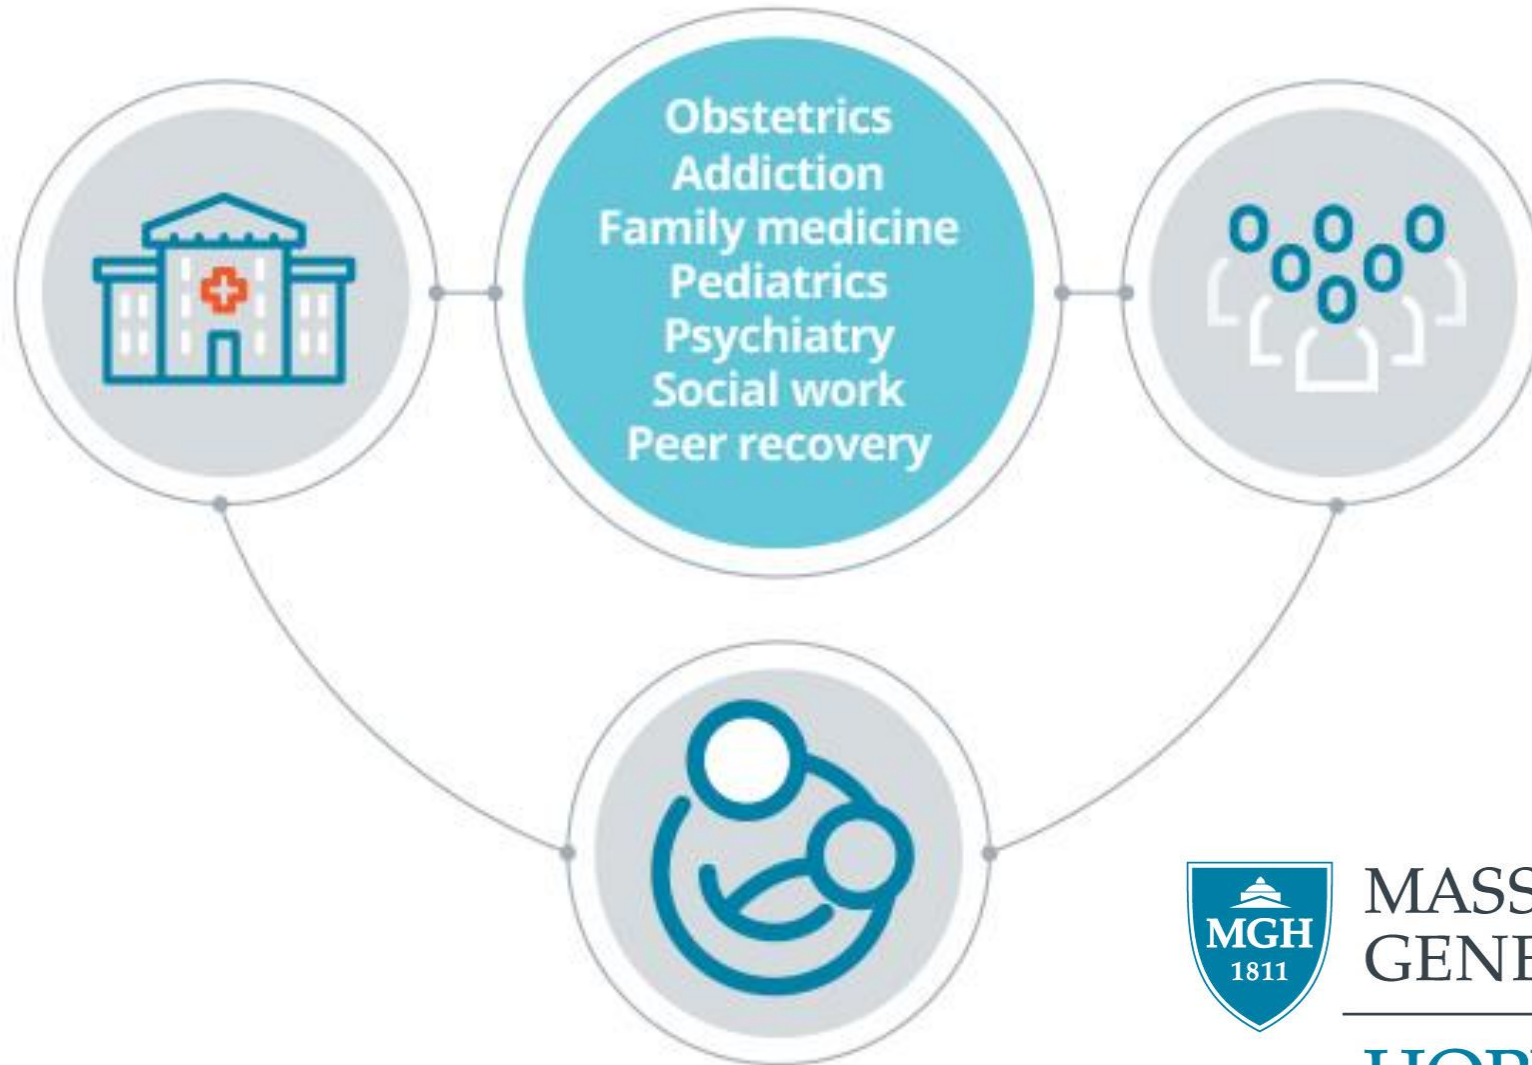 Obstetrics
Addiction
Family medicine
Pediatrics
Psychiatry
Social work
Peer recovery
MGH
1811
MASS
GENE